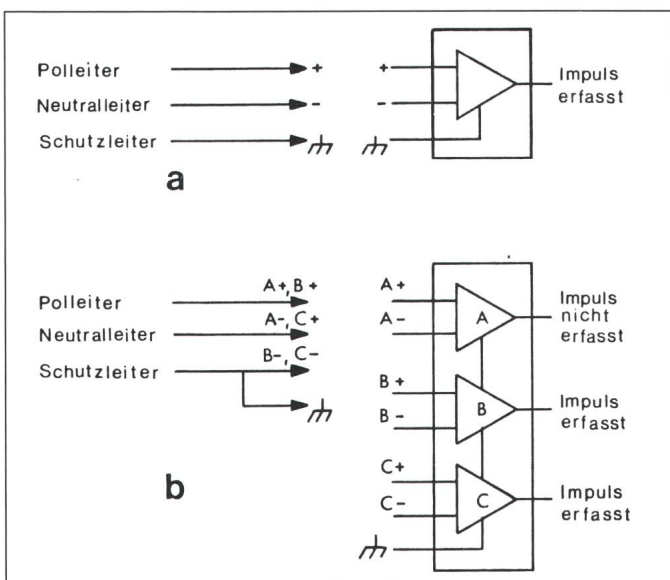 Polleiter + + Impuls
erfasst
Neutralleiter - -
Schutzleiter
a
A+, B+ A+ Impuls
nicht
erfasst
Polleiter
A-, C+ A- A
Neutralleiter
B-, C-
Schutzleiter
B+ Impuls
erfasst
B- B
b
C+ Impuls
erfasst
C- C